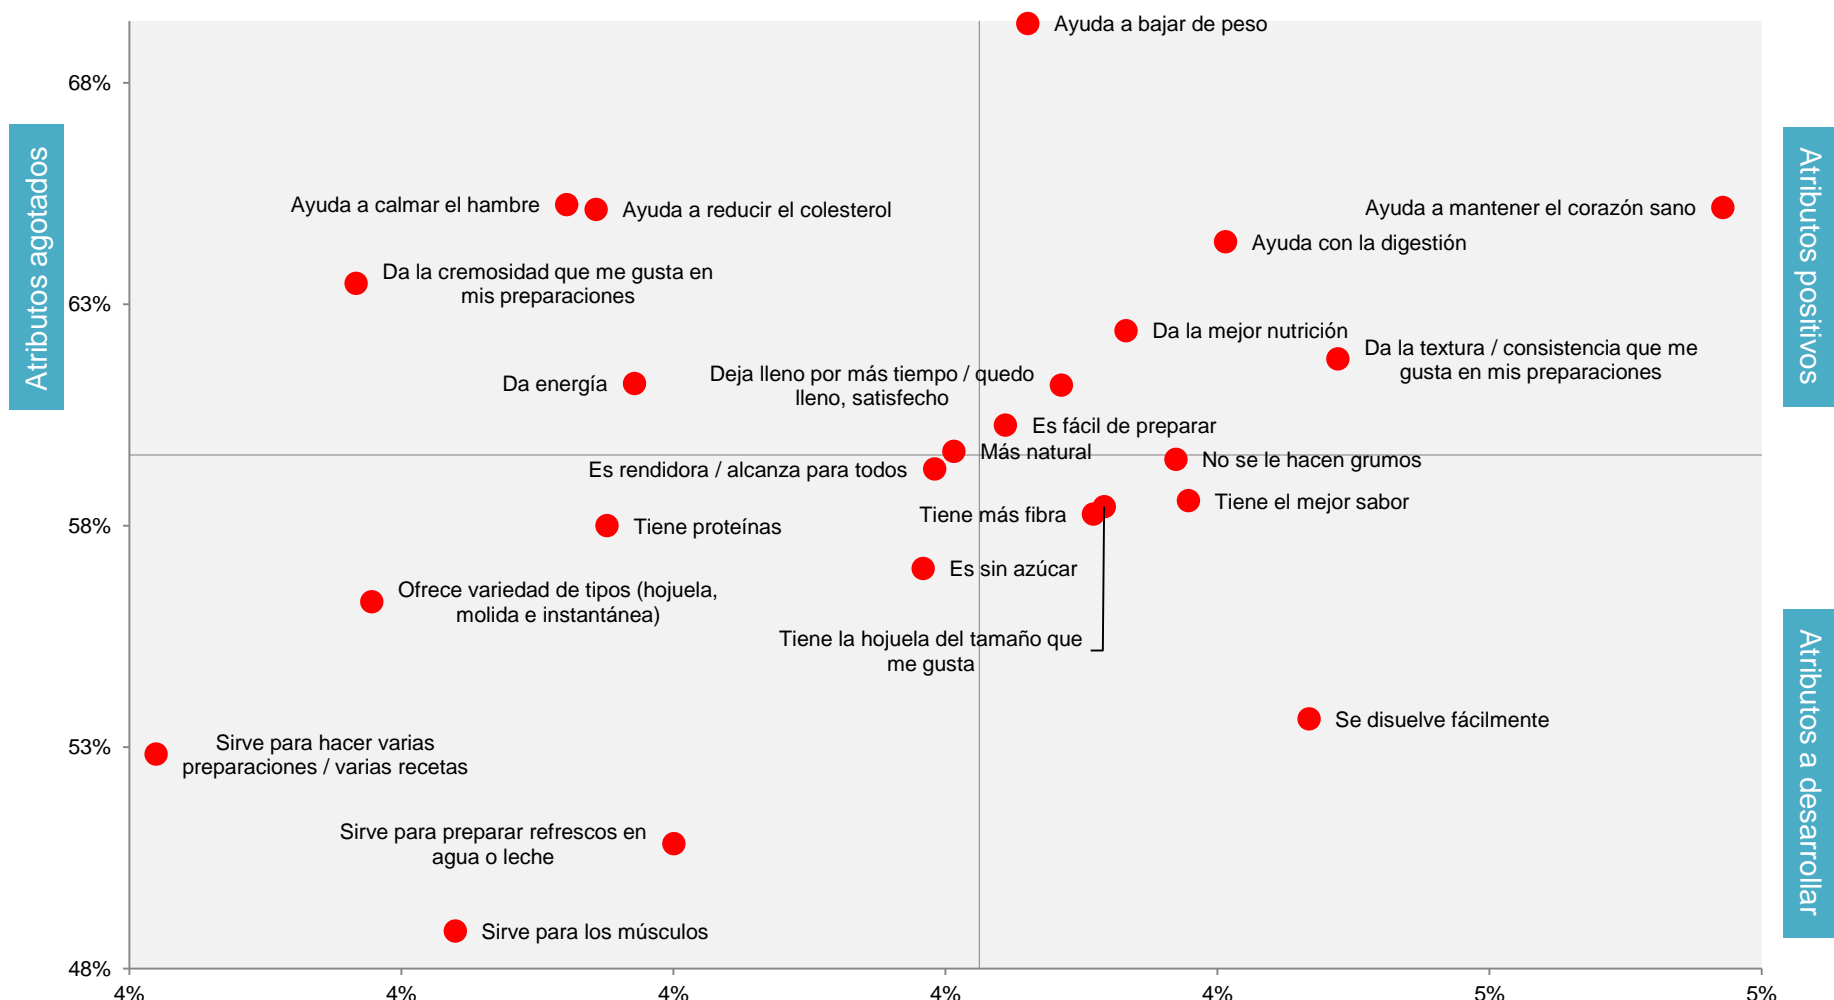 Ayuda a bajar de peso
68%
Atributos agotados
Atributos positivos
Ayuda a calmar el hambre
Ayuda a reducir el colesterol
Ayuda a mantener el corazón sano
Ayuda con la digestión
Da la cremosidad que me gusta en
mis preparaciones
63%
Da la mejor nutrición
Da la textura / consistencia que me
gusta en mis preparaciones
Deja lleno por más tiempo / quedo
lleno, satisfecho
Da energía
Es fácil de preparar
Más natural
No se le hacen grumos
Es rendidora / alcanza para todos
Tiene el mejor sabor
Tiene más fibra
58%
Tiene proteínas
Es sin azúcar
Ofrece variedad de tipos (hojuela,
molida e instantánea)
Tiene la hojuela del tamaño que
me gusta
Atributos a desarrollar
Se disuelve fácilmente
53%
Sirve para hacer varias
preparaciones / varias recetas
Sirve para preparar refrescos en
agua o leche
Sirve para los músculos
48%
4% 4% 4% 4% 4% 5% 5%